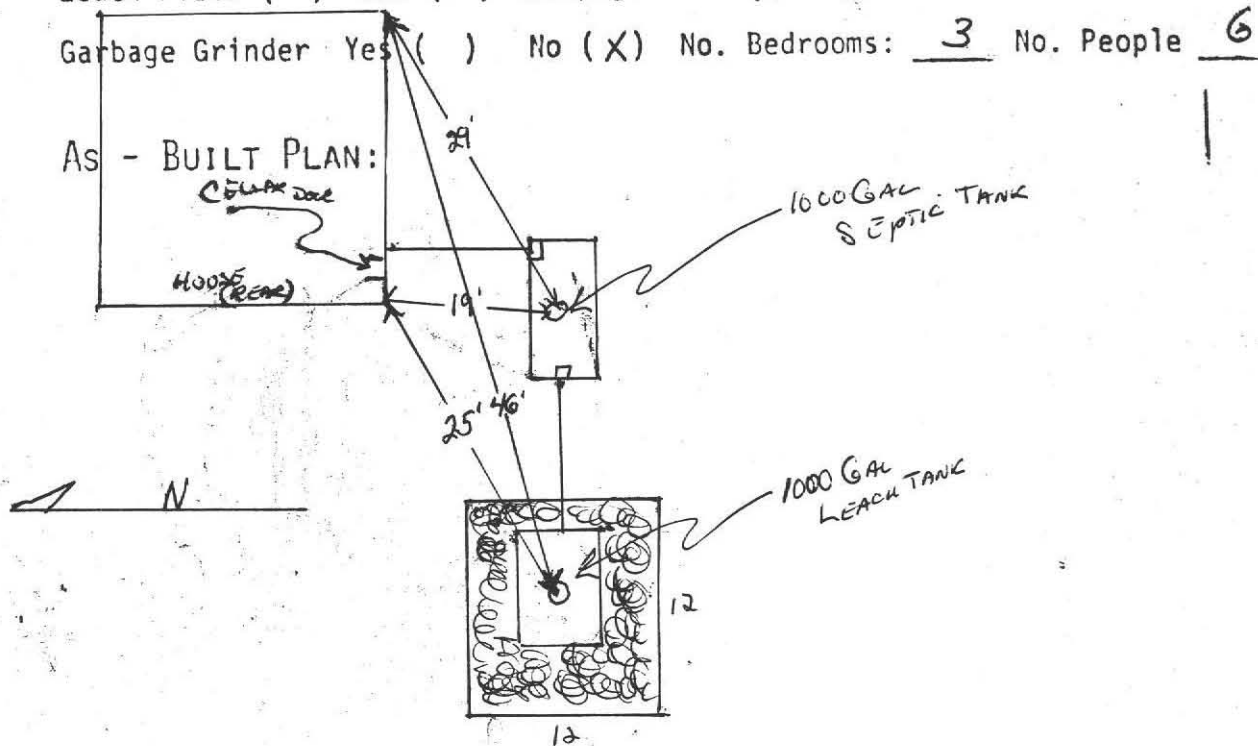 Garbage Grinder Yes ( ) No (X) No. Bedrooms: 3 No. People 6
As - BUILT PLAN:
CELLAR DOOR
HOUSE
(REAR)
29'
19'
25' 46'
1000 GAL
SEPTIC TANK
N
1000 GAL
LEACH TANK
12
12